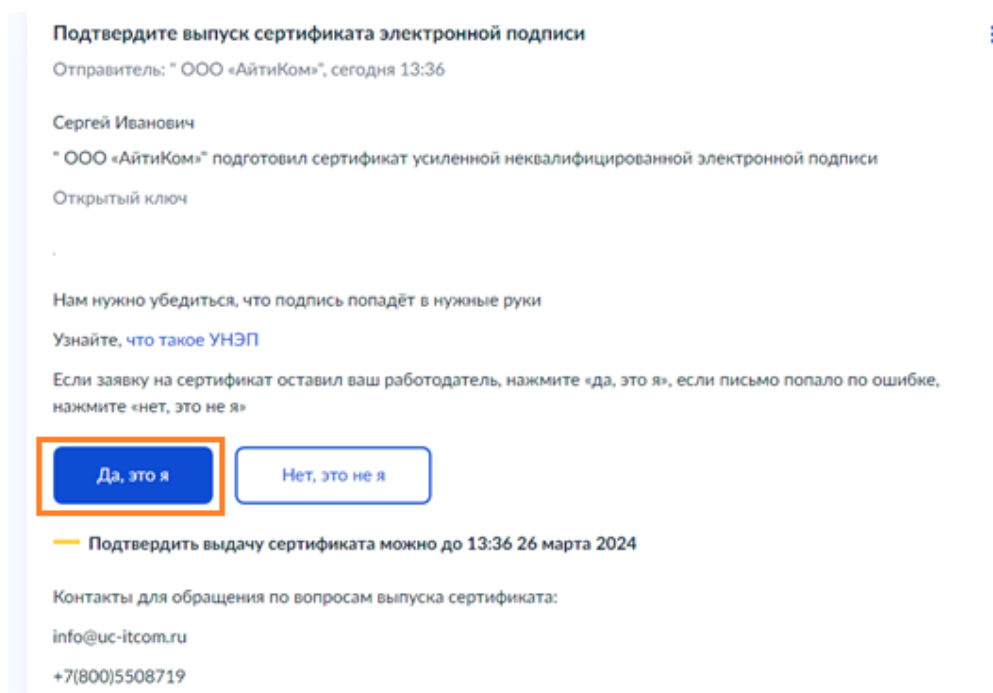 Подтвердите выпуск сертификата электронной подписи
Отправитель: " ООО «АйтиКом»", сегодня 13:36
Сергей Иванович
" ООО «АйтиКом»" подготовил сертификат усиленной неквалифицированной электронной подписи
Открытый ключ
Нам нужно убедиться, что подпись попадёт в нужные руки
Узнайте, что такое УНЭП
Если заявку на сертификат оставил ваш работодатель, нажмите «да, это я», если письмо попало по ошибке,
нажмите «нет, это не я»
Да, это я
Нет, это не я
Подтвердить выдачу сертификата можно до 13:36 26 марта 2024
Контакты для обращения по вопросам выпуска сертификата:
info@uc-itcom.ru
+7(800)5508719